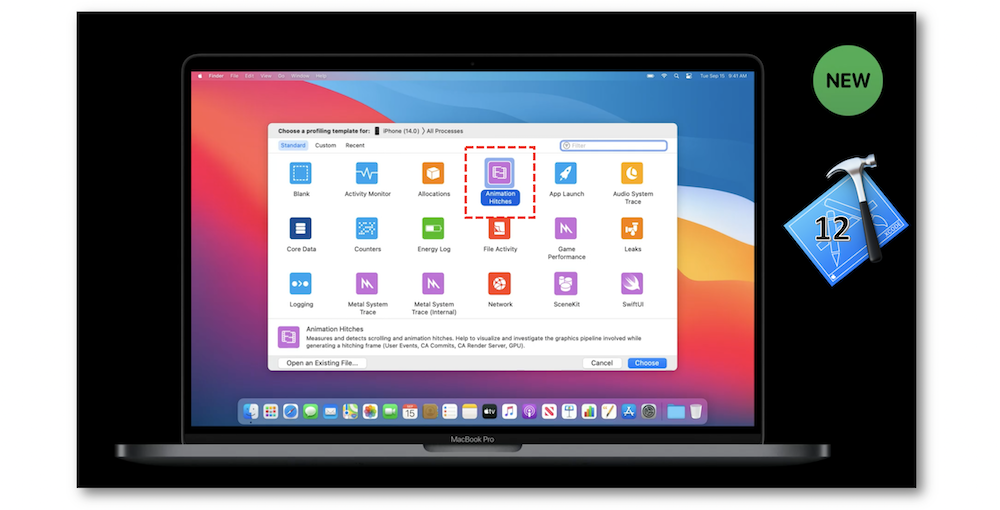 Finder File Edit View Go Window Help
Tue Sep 15 9:41 AM
NEW
Choose a profiling template for: iPhone (14.0) ⟩ All Processes
Standard Custom Recent
Filter
Blank
Activity Monitor
Allocations
Animation
Hitches
App Launch
Audio System
Trace
12
XCODE
Core Data
Counters
Energy Log
File Activity
Game
Performance
Leaks
Logging
Metal System
Trace
Metal System
Trace (Internal)
Network
SceneKit
SwiftUI
Animation Hitches
Measures and detects scrolling and animation hitches. Help to visualize and investigate the graphics pipeline involved while
generating a hitching frame (User Events, CA Commits, CA Render Server, GPU).
Open an Existing File...
Cancel
Choose
15
tv
MacBook Pro